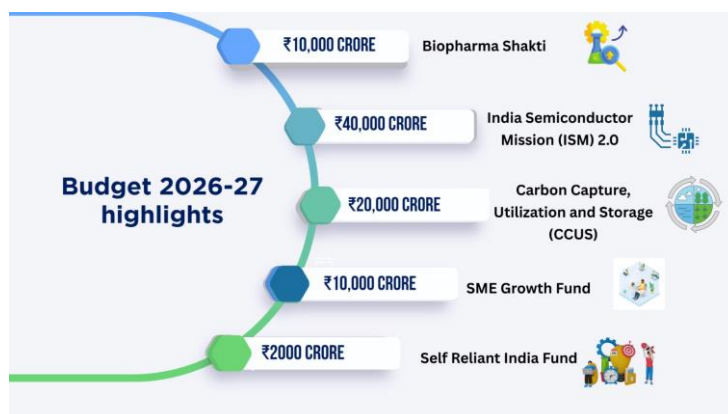 ₹10,000 CRORE
Biopharma Shakti
₹40,000 CRORE
India Semiconductor
Mission (ISM) 2.0
Budget 2026-27
highlights
₹20,000 CRORE
Carbon Capture,
Utilization and Storage
(CCUS)
₹10,000 CRORE
SME Growth Fund
₹2000 CRORE
Self Reliant India Fund